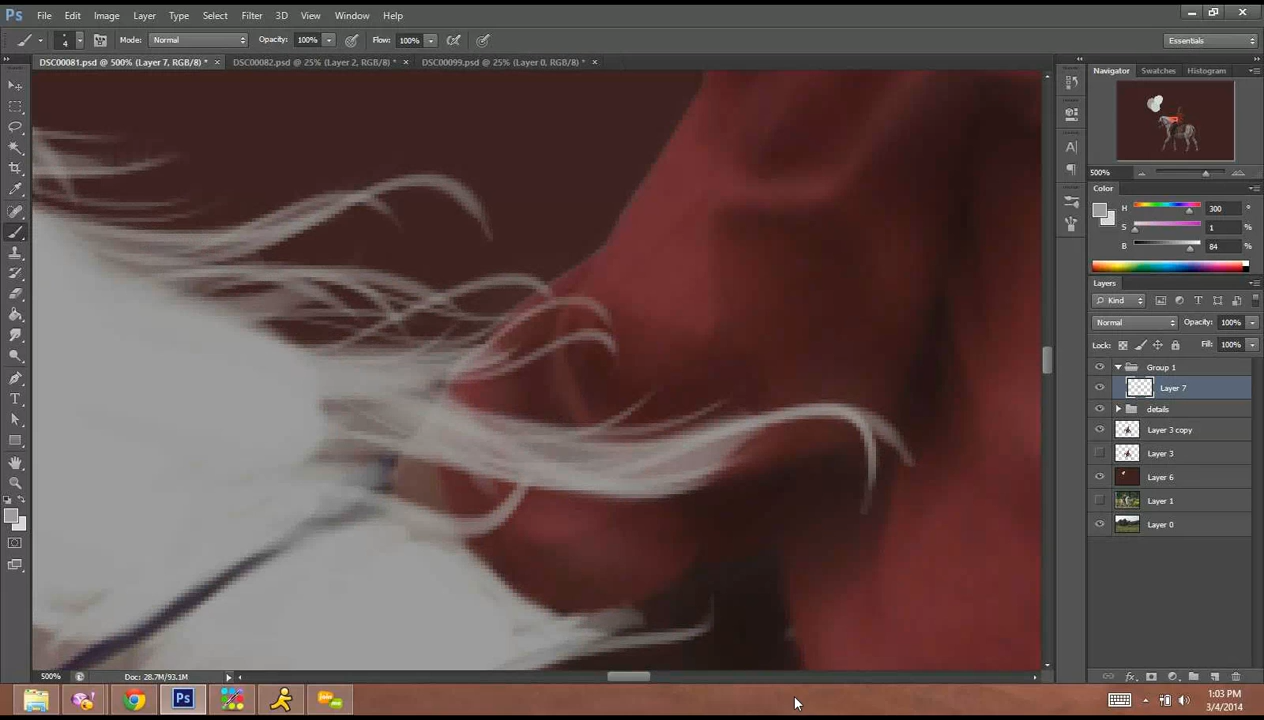 Ps File Edit Image Layer Type Select Filter 3D View Window Help
4 Mode: Normal Opacity: 100% Flow: 100% Essentials
DSC00081.psd @ 500% (Layer 7, RGB/8) * × DSC00082.psd @ 25% (Layer 2, RGB/8) * × DSC00099.psd @ 25% (Layer 0, RGB/8) * ×
Navigator Swatches Histogram
500%
Color
H 300 °
S 1 %
B 84 %
Layers
Kind
Normal Opacity: 100%
Lock: Fill: 100%
Group 1
Layer 7
details
Layer 3 copy
Layer 3
Layer 6
Layer 1
Layer 0
500% Doc: 28.7M/93.1M
1:03 PM
3/4/2014